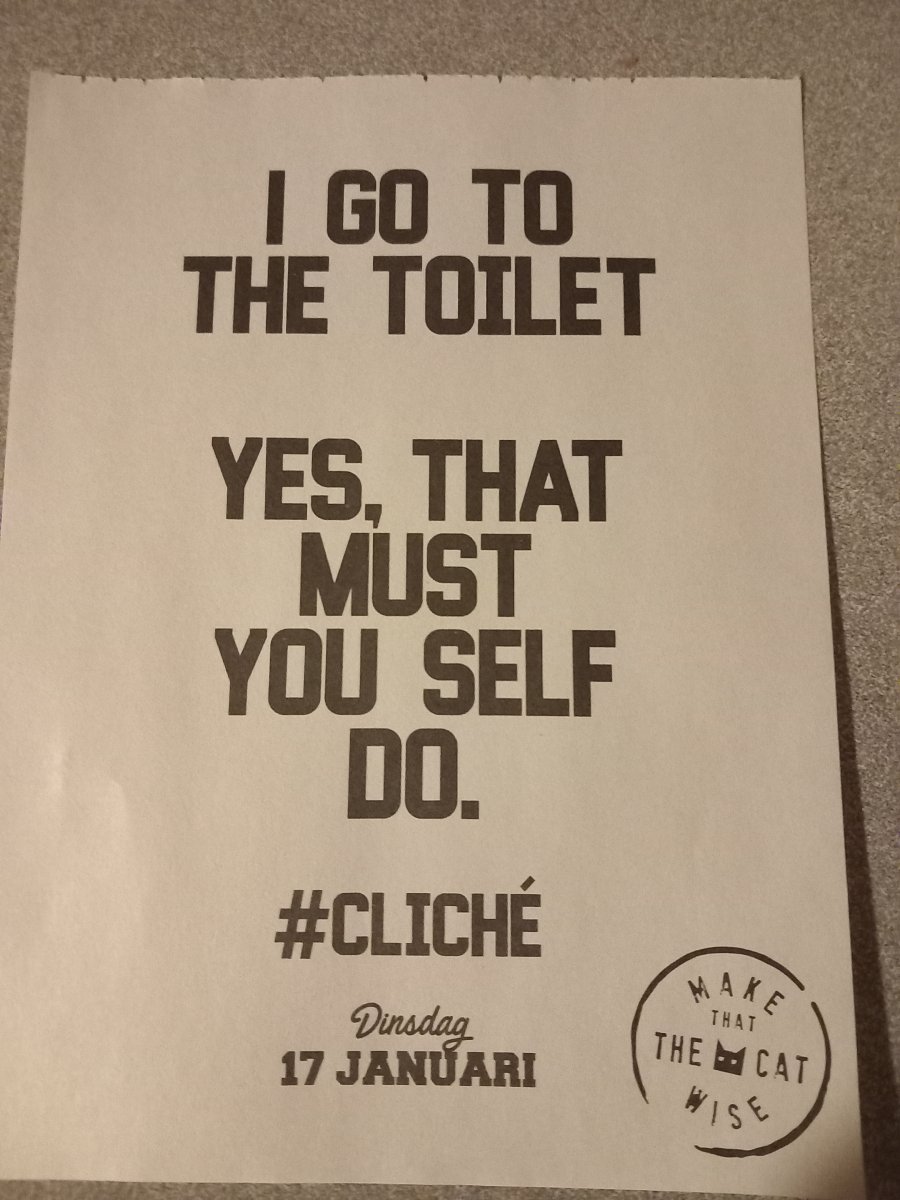 I GO TO
THE TOILET
YES, THAT
MUST
YOU SELF
DO.
#CLICHÉ
Dinsdag
17 JANUARI
MAKE
THAT
THE CAT
WISE